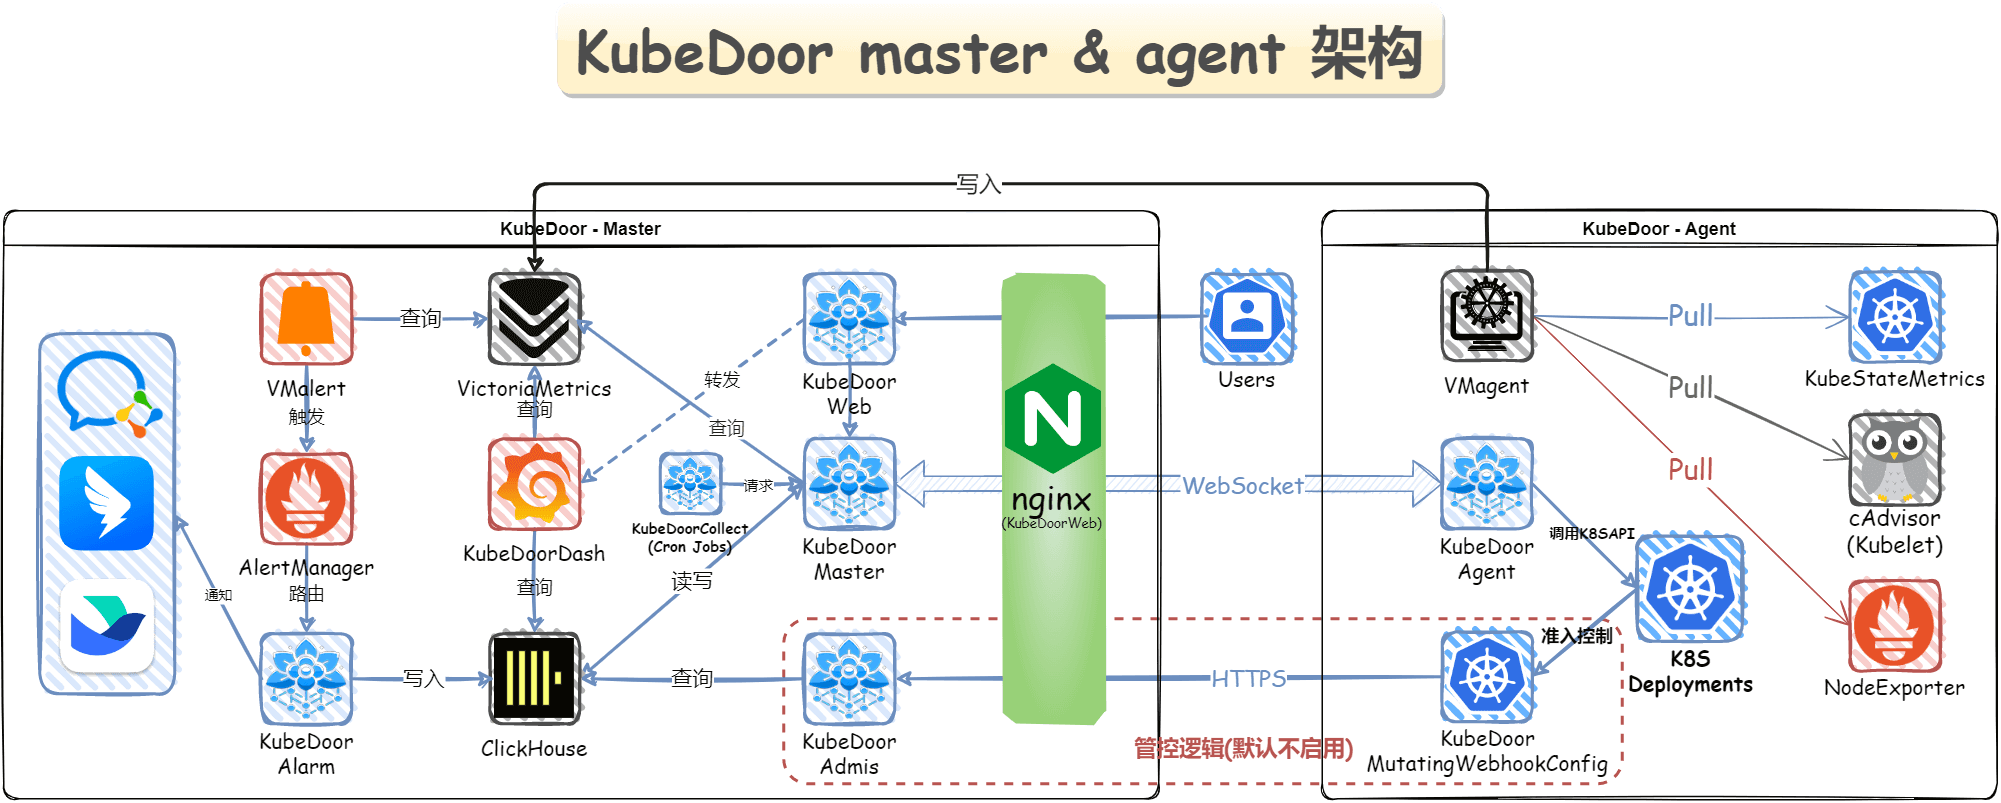 KubeDoor master & agent 架构
写入
KubeDoor - Master
KubeDoor - Agent
VMalert
查询
VictoriaMetrics
KubeDoor
Web
Users
VMagent
Pull
KubeStateMetrics
触发
查询
转发
查询
Pull
AlertManager
路由
KubeDoorDash
查询
KubeDoorCollect
(Cron Jobs)
请求
KubeDoor
Master
读写
nginx
(KubeDoorWeb)
WebSocket
KubeDoor
Agent
调用K8SAPI
Pull
cAdvisor
(Kubelet)
通知
KubeDoor
Alarm
写入
ClickHouse
查询
KubeDoor
Admis
HTTPS
准入控制
K8S
Deployments
NodeExporter
管控逻辑(默认不启用)
KubeDoor
MutatingWebhookConfig